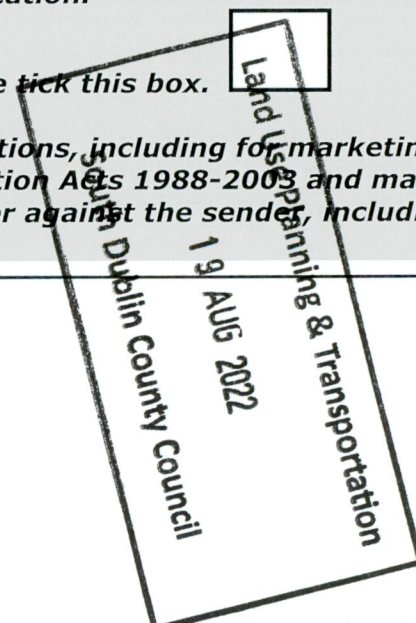 e tick this box.
tions, including for marketin
tion Acts 1988-2003 and ma
er against the sender, includi
Land Use Planning & Transportation
19 AUG 2022
South Dublin County Council